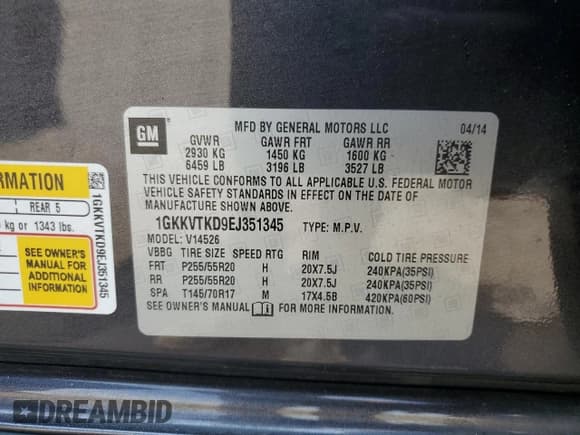 GM
MFD BY GENERAL MOTORS LLC 04/14
GVWR GAWR FRT GAWR RR
2930 KG 1450 KG 1600 KG
6459 LB 3196 LB 3527 LB
THIS VEHICLE CONFORMS TO ALL APPLICABLE U.S. FEDERAL MOTOR
VEHICLE SAFETY STANDARDS IN EFFECT ON THE DATE OF
MANUFACTURE SHOWN ABOVE.
1GKKVTKD9EJ351345 TYPE: M.P.V.
MODEL: V14526
VBBG TIRE SIZE SPEED RTG RIM COLD TIRE PRESSURE
FRT P255/55R20 H 20X7.5J 240KPA(35PSI)
RR P255/55R20 H 20X7.5J 240KPA(35PSI)
SPA T145/70R17 M 17X4.5B 420KPA(60PSI)
SEE OWNER'S MANUAL FOR MORE INFORMATION.
REAR 5
kg or 1343 lbs.
SEE OWNER'S
MANUAL FOR
ADDITIONAL
INFORMATION
1GKKVTKD9EJ351345
DREAMBID